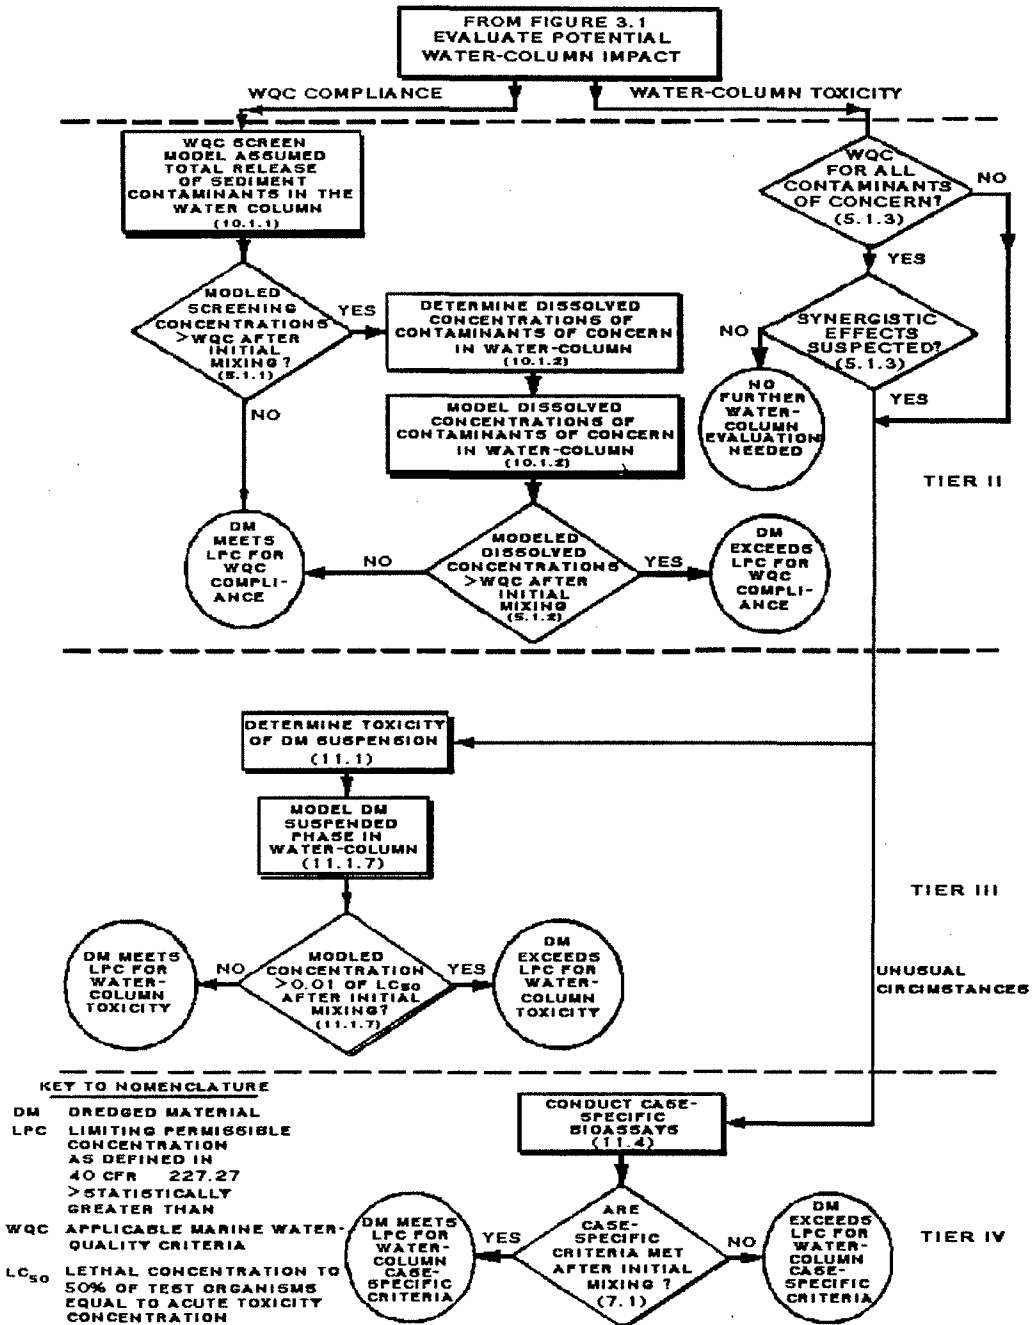 FROM FIGURE 3.1
EVALUATE POTENTIAL
WATER-COLUMN IMPACT
WQC COMPLIANCE
WATER-COLUMN TOXICITY
WQC SCREEN
MODEL ASSUMED
TOTAL RELEASE
OF SEDIMENT
CONTAMINANTS IN THE
WATER COLUMN
(10.1.1)
WQC
FOR ALL
CONTAMINANTS
OF CONCERN?
(5.1.3)
NO
YES
MODLED
SCREENING
CONCENTRATIONS
>WQC AFTER
INITIAL
MIXING?
(5.1.1)
YES
NO
DETERMINE DISSOLVED
CONCENTRATIONS OF
CONTAMINANTS OF CONCERN
IN WATER-COLUMN
(10.1.2)
SYNERGISTIC
EFFECTS
SUSPECTED?
(5.1.3)
NO
YES
NO
FURTHER
WATER-
COLUMN
EVALUATION
NEEDED
MODEL DISSOLVED
CONCENTRATIONS OF
CONTAMINANTS OF CONCERN
IN WATER-COLUMN
(10.1.2)
TIER II
DM
MEETS
LPC FOR
WQC
COMPLI-
ANCE
NO
MODELED
DISSOLVED
CONCENTRATIONS
>WQC AFTER
INITIAL
MIXING
(5.1.2)
YES
DM
EXCEEDS
LPC FOR
WQC
COMPLI-
ANCE
DETERMINE TOXICITY
OF DM SUSPENSION
(11.1)
MODEL DM
SUSPENDED
PHASE IN
WATER-COLUMN
(11.1.7)
TIER III
DM MEETS
LPC FOR
WATER-
COLUMN
TOXICITY
NO
MODLED
CONCENTRATION
>0.01 OF LC50
AFTER INITIAL
MIXING?
(11.1.7)
YES
DM
EXCEEDS
LPC FOR
WATER-
COLUMN
TOXICITY
UNUSUAL
CIRCIMSTANCES
KEY TO NOMENCLATURE
DM DREDGED MATERIAL
LPC LIMITING PERMISSIBLE
CONCENTRATION
AS DEFINED IN
40 CFR 227.27
>STATISTICALLY
GREATER THAN
WQC APPLICABLE MARINE WATER-
QUALITY CRITERIA
LC50 LETHAL CONCENTRATION TO
50% OF TEST ORGANISMS
EQUAL TO ACUTE TOXICITY
CONCENTRATION
CONDUCT CASE-
SPECIFIC
BIOASSAYS
(11.4)
DM MEETS
LPC FOR
WATER-
COLUMN
CASE-
SPECIFIC
CRITERIA
YES
ARE
CASE-
SPECIFIC
CRITERIA MET
AFTER INITIAL
MIXING?
(7.1)
NO
DM
EXCEEDS
LPC FOR
WATER-
COLUMN
CASE-
SPECIFIC
CRITERIA
TIER IV